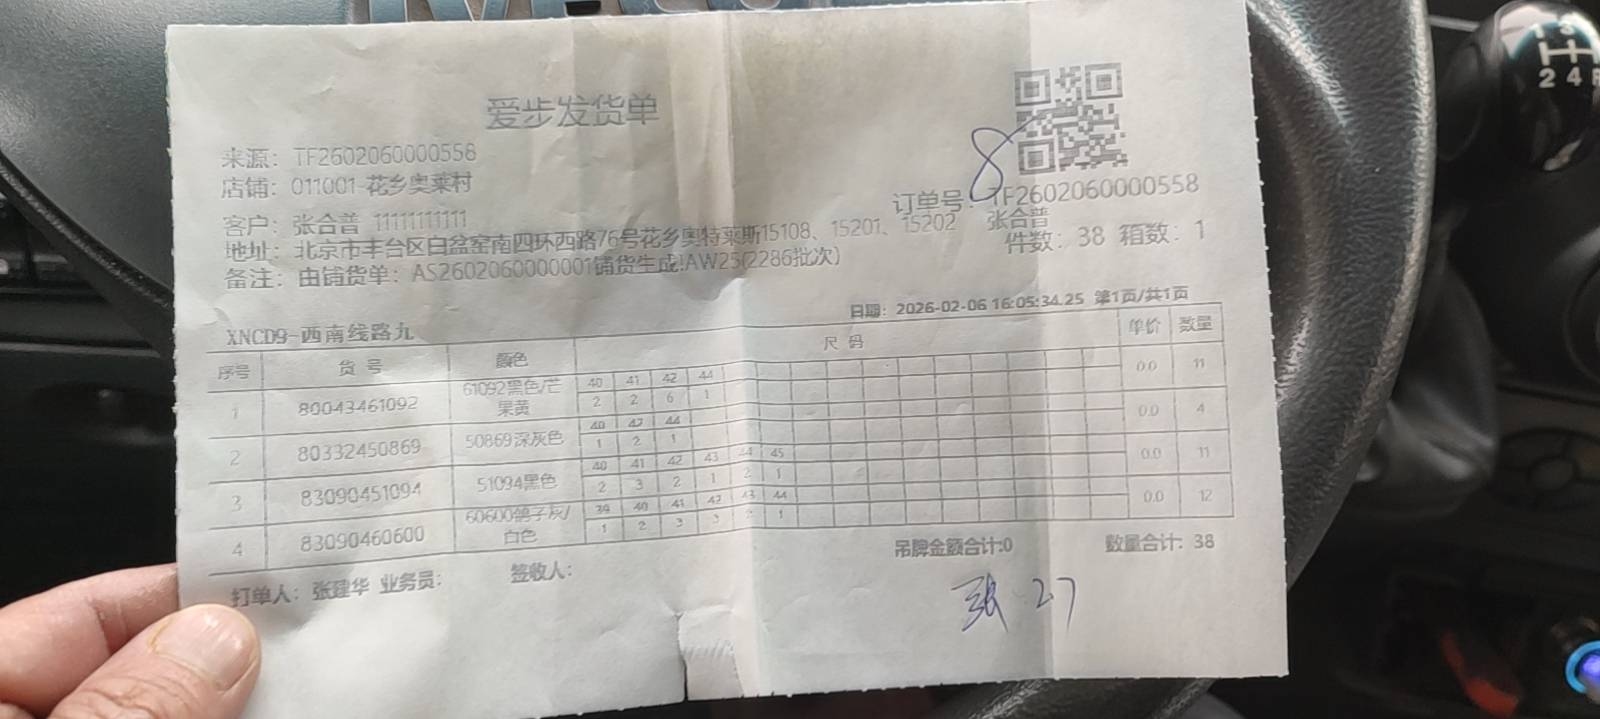 爱步发货单
来源：TF2602060000558
店铺：011001-花乡奥莱村
8
订单号：TF2602060000558
客户：张合普 11111111111
张合普
地址：北京市丰台区白盆窑南四环西路76号花乡奥特莱斯15108、15201、15202
件数：38 箱数：1
备注：由铺货单：AS2602060000001铺货生成!AW25(2286批次)
日期：2026-02-06 16:05:34.25 第1页/共1页
XNCD9-西南线路九
序号 货号 颜色 尺码 单价 数量
40 41 42 44
1 80043461092 61092黑色/芒果黄 2 2 6 1 0.0 11
40 42 44
2 80332450869 50869深灰色 1 2 1 0.0 4
40 41 42 43 44 45
3 83090451094 51094黑色 2 3 2 1 2 1 0.0 11
39 40 41 42 43 44
4 83090460600 60600鸽子灰/白色 1 2 3 3 2 1 0.0 12
吊牌金额合计:0 数量合计: 38
打单人：张建华 业务员： 签收人：
27
1 3
2 4 R